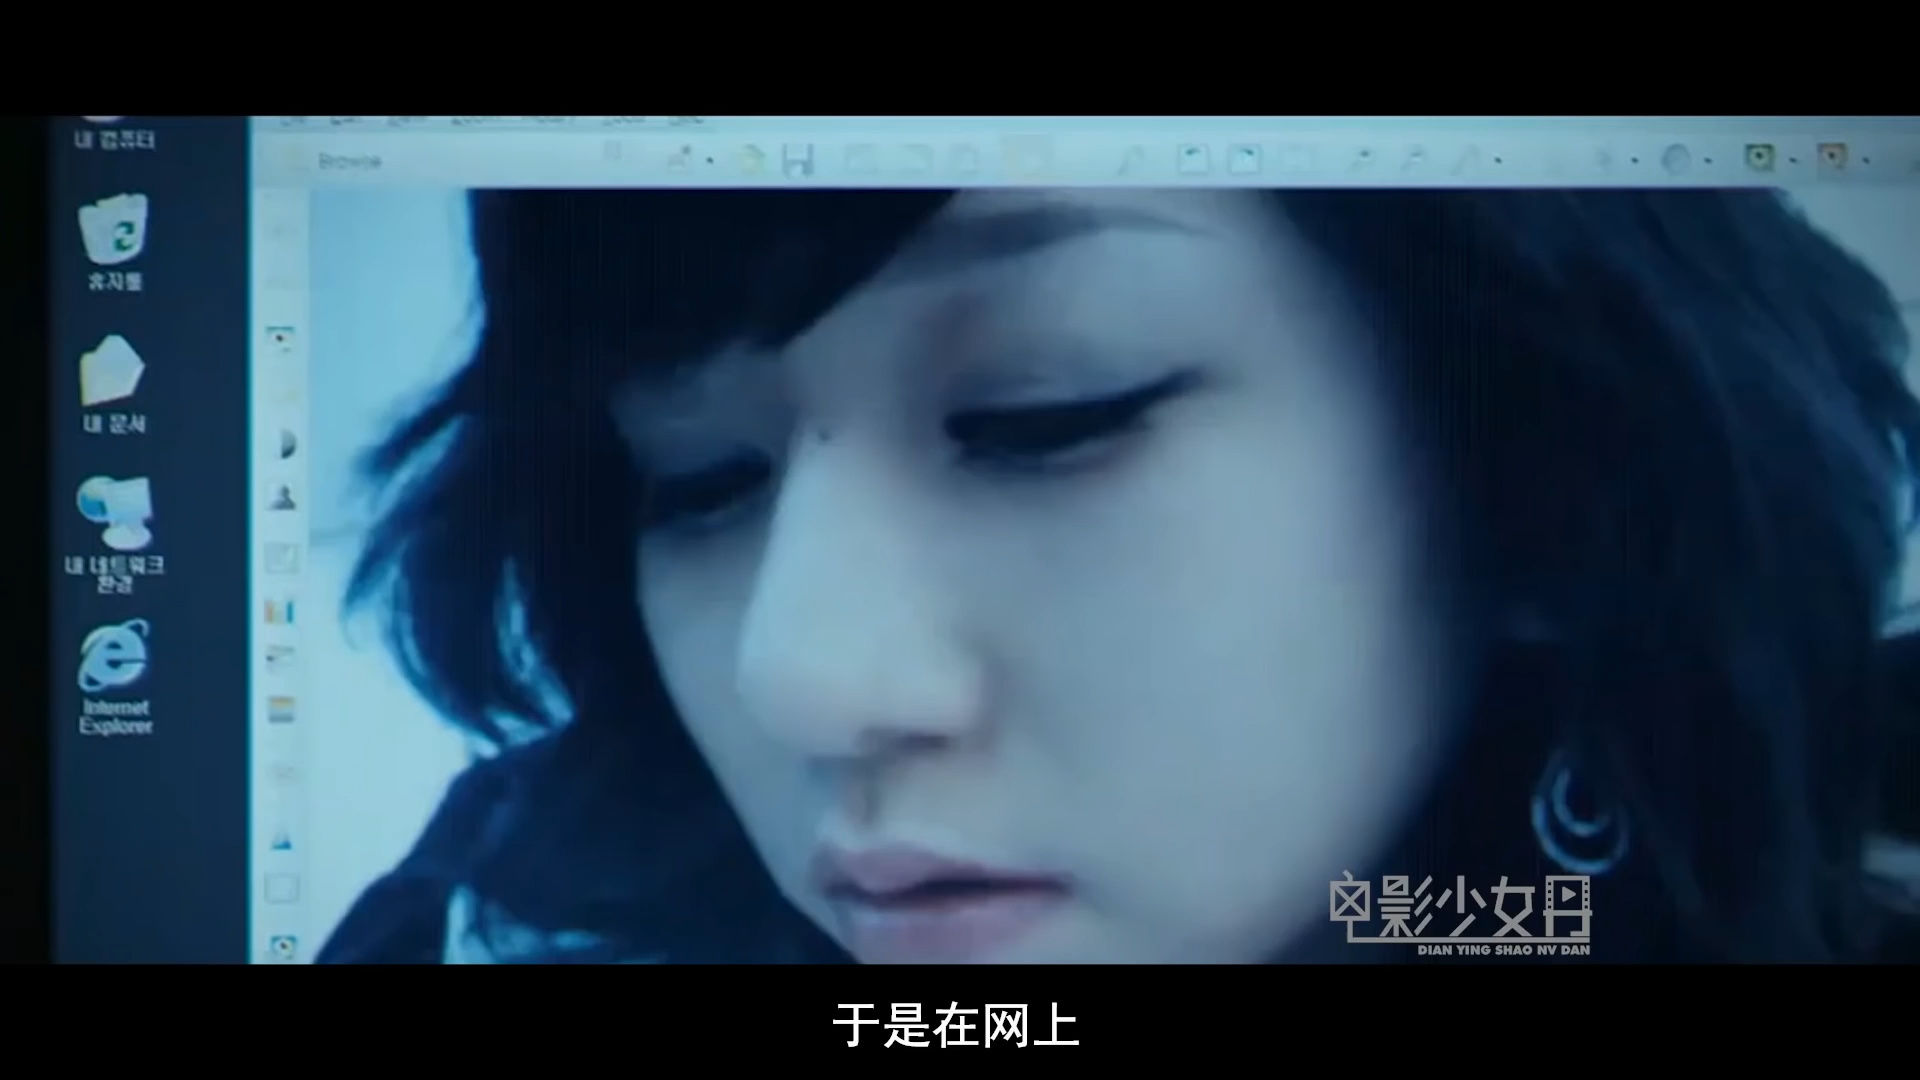 내 컴퓨터
Browse
휴지통
내 문서
내 네트워크
환경
Internet
Explorer
电影少女丹
DIAN YING SHAO NV DAN
于是在网上